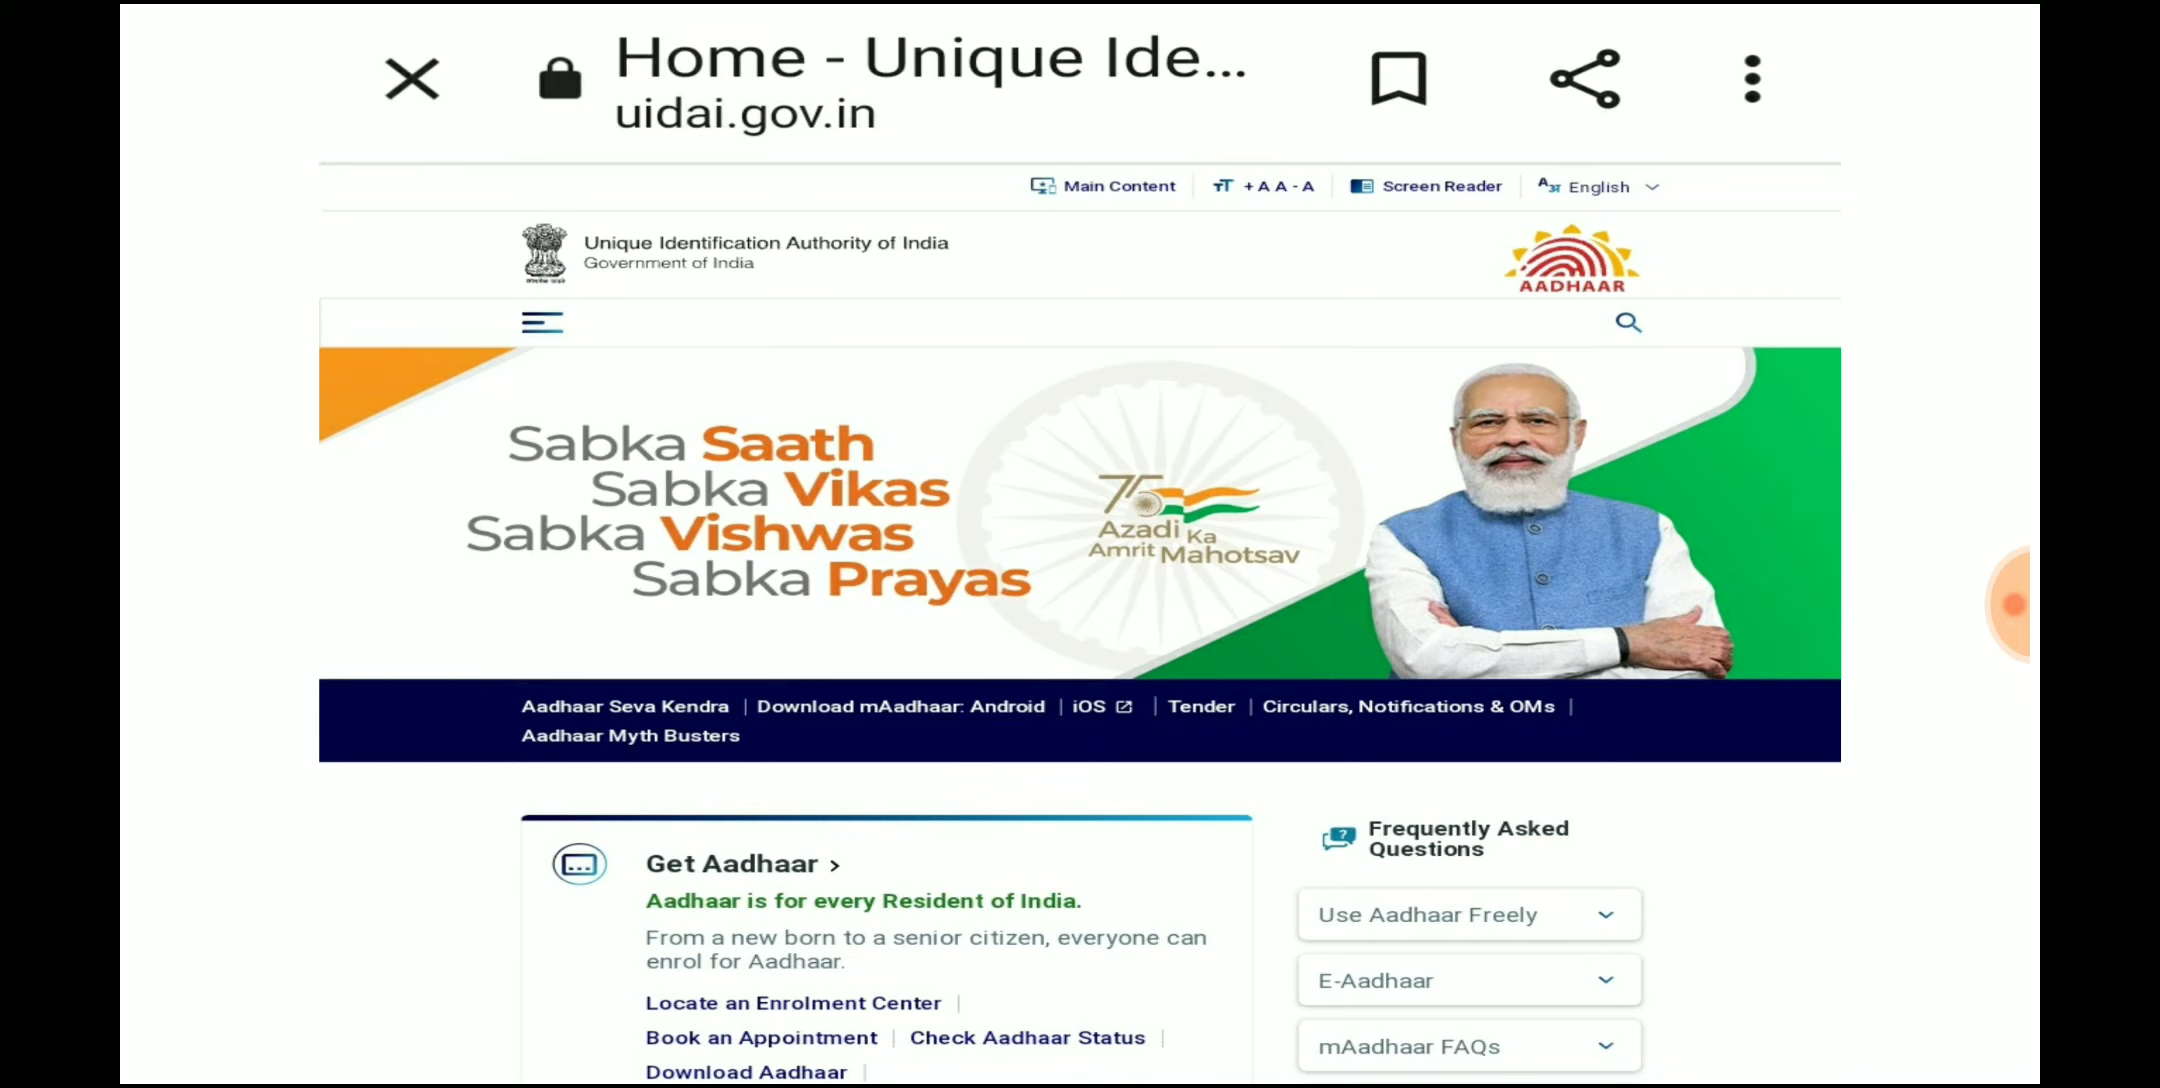 Home - Unique Ide...
uidai.gov.in
Main Content
+A A -A
Screen Reader
English
Unique Identification Authority of India
Government of India
AADHAAR
Sabka Saath
Sabka Vikas
Sabka Vishwas
Sabka Prayas
75
Azadi Ka
Amrit Mahotsav
Aadhaar Seva Kendra | Download mAadhaar: Android | iOS | Tender | Circulars, Notifications & OMs |
Aadhaar Myth Busters
Get Aadhaar >
Aadhaar is for every Resident of India.
From a new born to a senior citizen, everyone can
enrol for Aadhaar.
Locate an Enrolment Center |
Book an Appointment | Check Aadhaar Status |
Download Aadhaar |
Frequently Asked
Questions
Use Aadhaar Freely
E-Aadhaar
mAadhaar FAQs